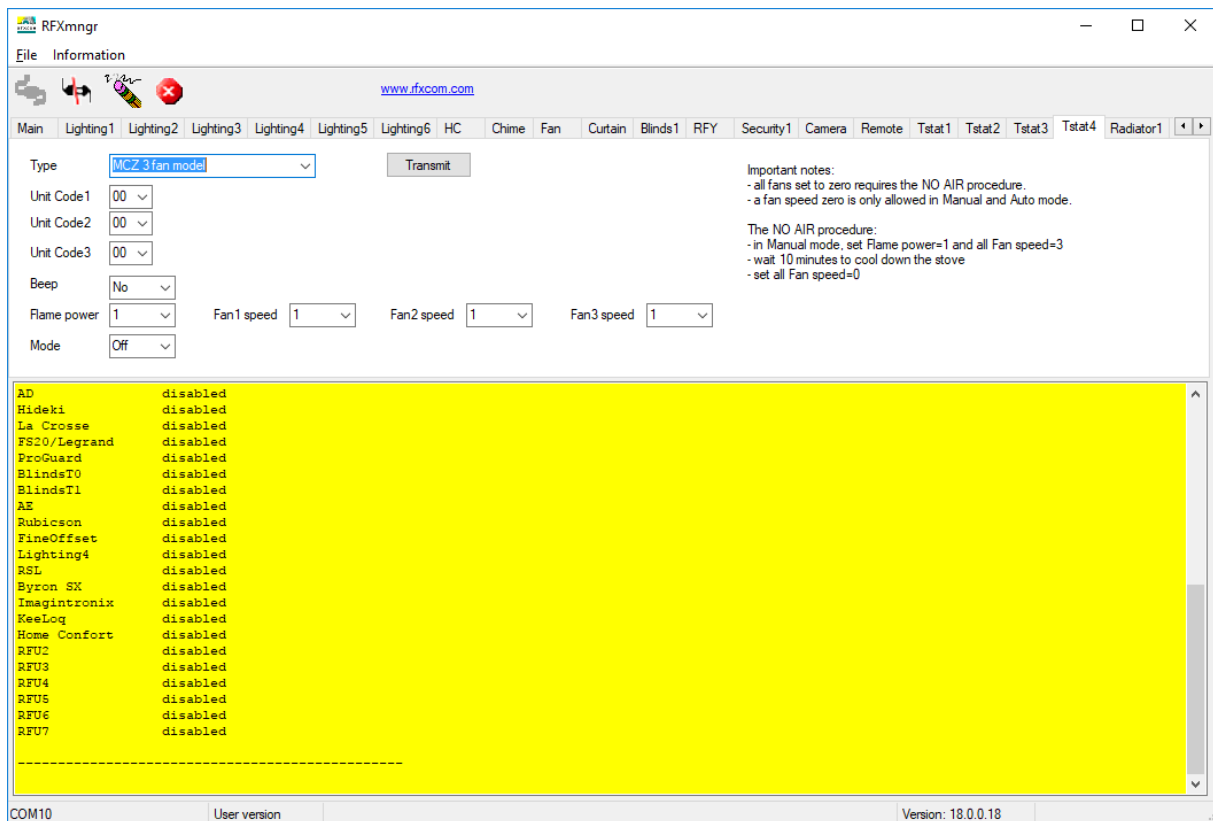 RFXmngr
File Information
www.rfxcom.com
Main Lighting1 Lighting2 Lighting3 Lighting4 Lighting5 Lighting6 HC Chime Fan Curtain Blinds1 RFY Security1 Camera Remote Tstat1 Tstat2 Tstat3 Tstat4 Radiator1
Type MCZ 3 fan model Transmit
Unit Code1 00
Unit Code2 00
Unit Code3 00
Beep No
Flame power 1 Fan1 speed 1 Fan2 speed 1 Fan3 speed 1
Mode Off
Important notes:
- all fans set to zero requires the NO AIR procedure.
- a fan speed zero is only allowed in Manual and Auto mode.
The NO AIR procedure:
- in Manual mode, set Flame power=1 and all Fan speed=3
- wait 10 minutes to cool down the stove
- set all Fan speed=0
AD disabled
Hideki disabled
La Crosse disabled
FS20/Legrand disabled
ProGuard disabled
BlindsT0 disabled
BlindsT1 disabled
AE disabled
Rubicson disabled
FineOffset disabled
Lighting4 disabled
RSL disabled
Byron SX disabled
Imagintronix disabled
KeeLoq disabled
Home Confort disabled
RFU2 disabled
RFU3 disabled
RFU4 disabled
RFU5 disabled
RFU6 disabled
RFU7 disabled
------------------------------------------------
COM10 User version Version: 18.0.0.18